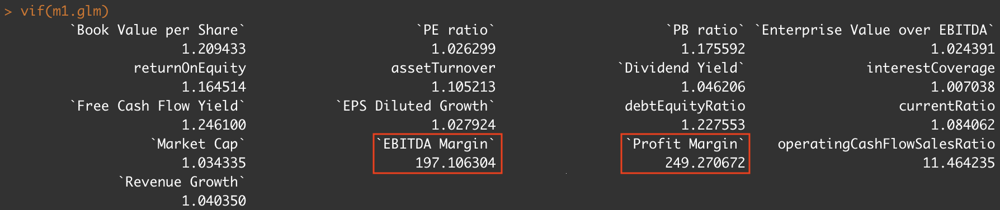 > vif(m1.glm)
`Book Value per Share` `PE ratio` `PB ratio` `Enterprise Value over EBITDA`
1.209433 1.026299 1.175592 1.024391
returnOnEquity assetTurnover `Dividend Yield` interestCoverage
1.164514 1.105213 1.046206 1.007038
`Free Cash Flow Yield` `EPS Diluted Growth` debtEquityRatio currentRatio
1.246100 1.027924 1.227553 1.084062
`Market Cap` `EBITDA Margin` `Profit Margin` operatingCashFlowSalesRatio
1.034335 197.106304 249.270672 11.464235
`Revenue Growth`
1.040350